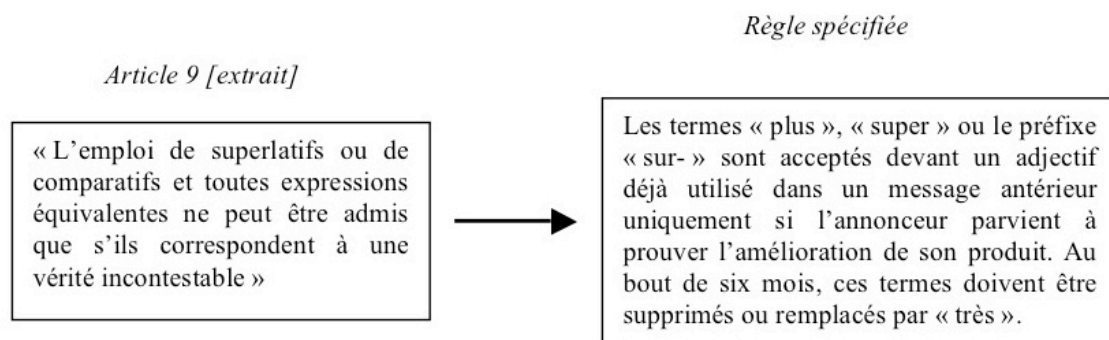 Règle spécifiée
Article 9 [extrait]
« L'emploi de superlatifs ou de
comparatifs et toutes expressions
équivalentes ne peut être admis
que s'ils correspondent à une
vérité incontestable »
Les termes « plus », « super » ou le préfixe
« sur- » sont acceptés devant un adjectif
déjà utilisé dans un message antérieur
uniquement si l'annonceur parvient à
prouver l'amélioration de son produit. Au
bout de six mois, ces termes doivent être
supprimés ou remplacés par « très ».